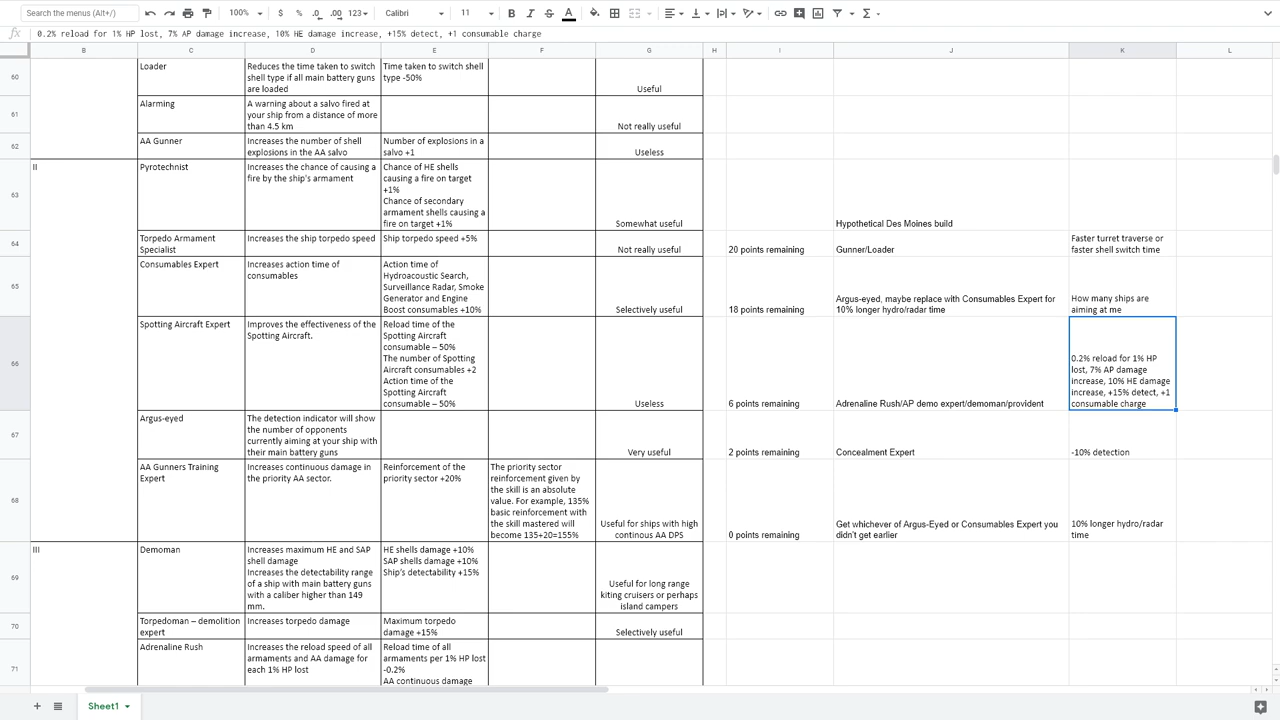 Search the menus (Alt+/)
100%
$ % .0 .00 123
Calibri
11
B I S A
fx 0.2% reload for 1% HP lost, 7% AP damage increase, 10% HE damage increase, +15% detect, +1 consumable charge
B C D E F G H I J K L
60
Loader
Reduces the time taken to switch
shell type if all main battery guns
are loaded
Time taken to switch shell
type -50%
Useful
61
Alarming
A warning about a salvo fired at
your ship from a distance of more
than 4.5 km
Not really useful
62
AA Gunner
Increases the number of shell
explosions in the AA salvo
Number of explosions in a
salvo +1
Useless
63
II
Pyrotechnist
Increases the chance of causing a
fire by the ship's armament
Chance of HE shells
causing a fire on target
+1%
Chance of secondary
armament shells causing a
fire on target +1%
Somewhat useful
Hypothetical Des Moines build
64
Torpedo Armament
Specialist
Increases the ship torpedo speed
Ship torpedo speed +5%
Not really useful
20 points remaining
Gunner/Loader
Faster turret traverse or
faster shell switch time
65
Consumables Expert
Increases action time of
consumables
Action time of
Hydroacoustic Search,
Surveillance Radar, Smoke
Generator and Engine
Boost consumables +10%
Selectively useful
18 points remaining
Argus-eyed, maybe replace with Consumables Expert for
10% longer hydro/radar time
How many ships are
aiming at me
66
Spotting Aircraft Expert
Improves the effectiveness of the
Spotting Aircraft.
Reload time of the
Spotting Aircraft
consumable – 50%
The number of Spotting
Aircraft consumables +2
Action time of the
Spotting Aircraft
consumable – 50%
Useless
6 points remaining
Adrenaline Rush/AP demo expert/demoman/provident
0.2% reload for 1% HP
lost, 7% AP damage
increase, 10% HE damage
increase, +15% detect, +1
consumable charge
67
Argus-eyed
The detection indicator will show
the number of opponents
currently aiming at your ship with
their main battery guns
Very useful
2 points remaining
Concealment Expert
-10% detection
68
AA Gunners Training
Expert
Increases continuous damage in
the priority AA sector.
Reinforcement of the
priority sector +20%
The priority sector
reinforcement given by
the skill is an absolute
value. For example, 135%
basic reinforcement with
the skill mastered will
become 135+20=155%
Useful for ships with high
continous AA DPS
0 points remaining
Get whichever of Argus-Eyed or Consumables Expert you
didn't get earlier
10% longer hydro/radar
time
69
III
Demoman
Increases maximum HE and SAP
shell damage
Increases the detectability range
of a ship with main battery guns
with a caliber higher than 149
mm.
HE shells damage +10%
SAP shells damage +10%
Ship's detectability +15%
Useful for long range
kiting cruisers or perhaps
island campers
70
Torpedoman – demolition
expert
Increases torpedo damage
Maximum torpedo
damage +15%
Selectively useful
71
Adrenaline Rush
Increases the reload speed of all
armaments and AA damage for
each 1% HP lost
Reload time of all
armaments per 1% HP lost
-0.2%
AA continuous damage
Sheet1